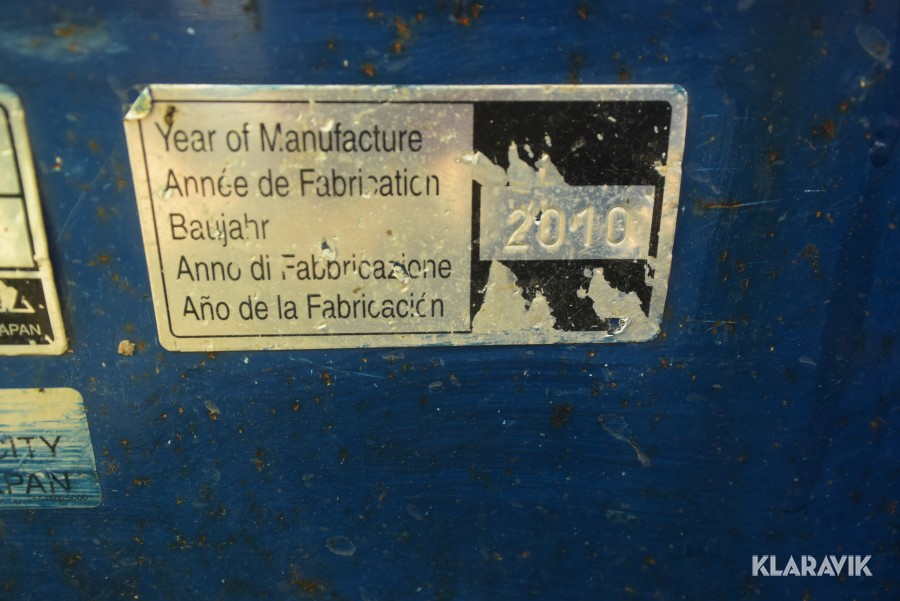 Year of Manufacture
Année de Fabrication
Baujahr
Anno di Fabbricazione
Año de la Fabricación
2010
JAPAN
CITY
JAPAN
KLARAVIK